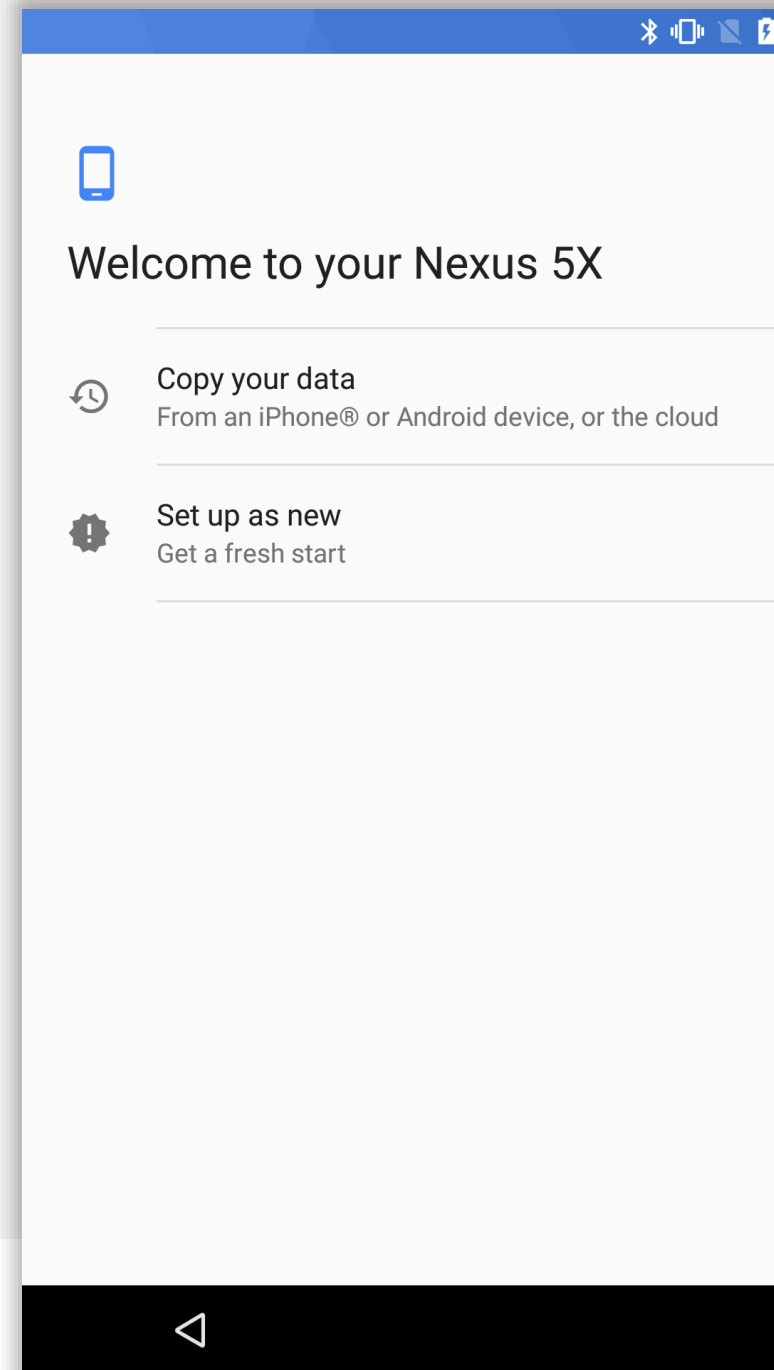 Welcome to your Nexus 5X
Copy your data
From an iPhone® or Android device, or the cloud
Set up as new
Get a fresh start